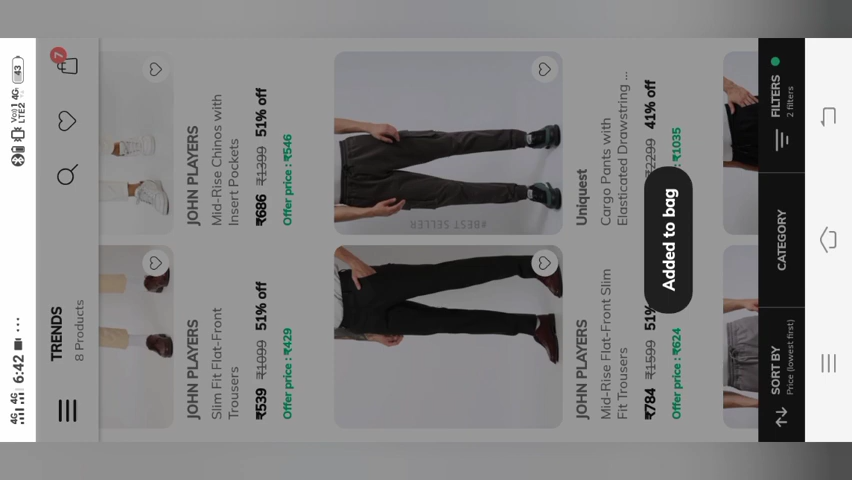 4G 4G 6:42 ...
VoLTE 4G
LTE2
43
TRENDS
8 Products
7
JOHN PLAYERS
Slim Fit Flat-Front
Trousers
₹539 ₹1099 51% off
Offer price : ₹429
JOHN PLAYERS
Mid-Rise Chinos with
Insert Pockets
₹686 ₹1399 51% off
Offer price : ₹546
#BEST SELLER
JOHN PLAYERS
Mid-Rise Flat-Front Slim
Fit Trousers
₹784 ₹1599 51%
Offer price : ₹624
Uniquest
Cargo Pants with
Elasticated Drawstring ...
₹2299 41% off
: ₹1035
Added to bag
SORT BY
Price (lowest first)
CATEGORY
FILTERS
2 filters